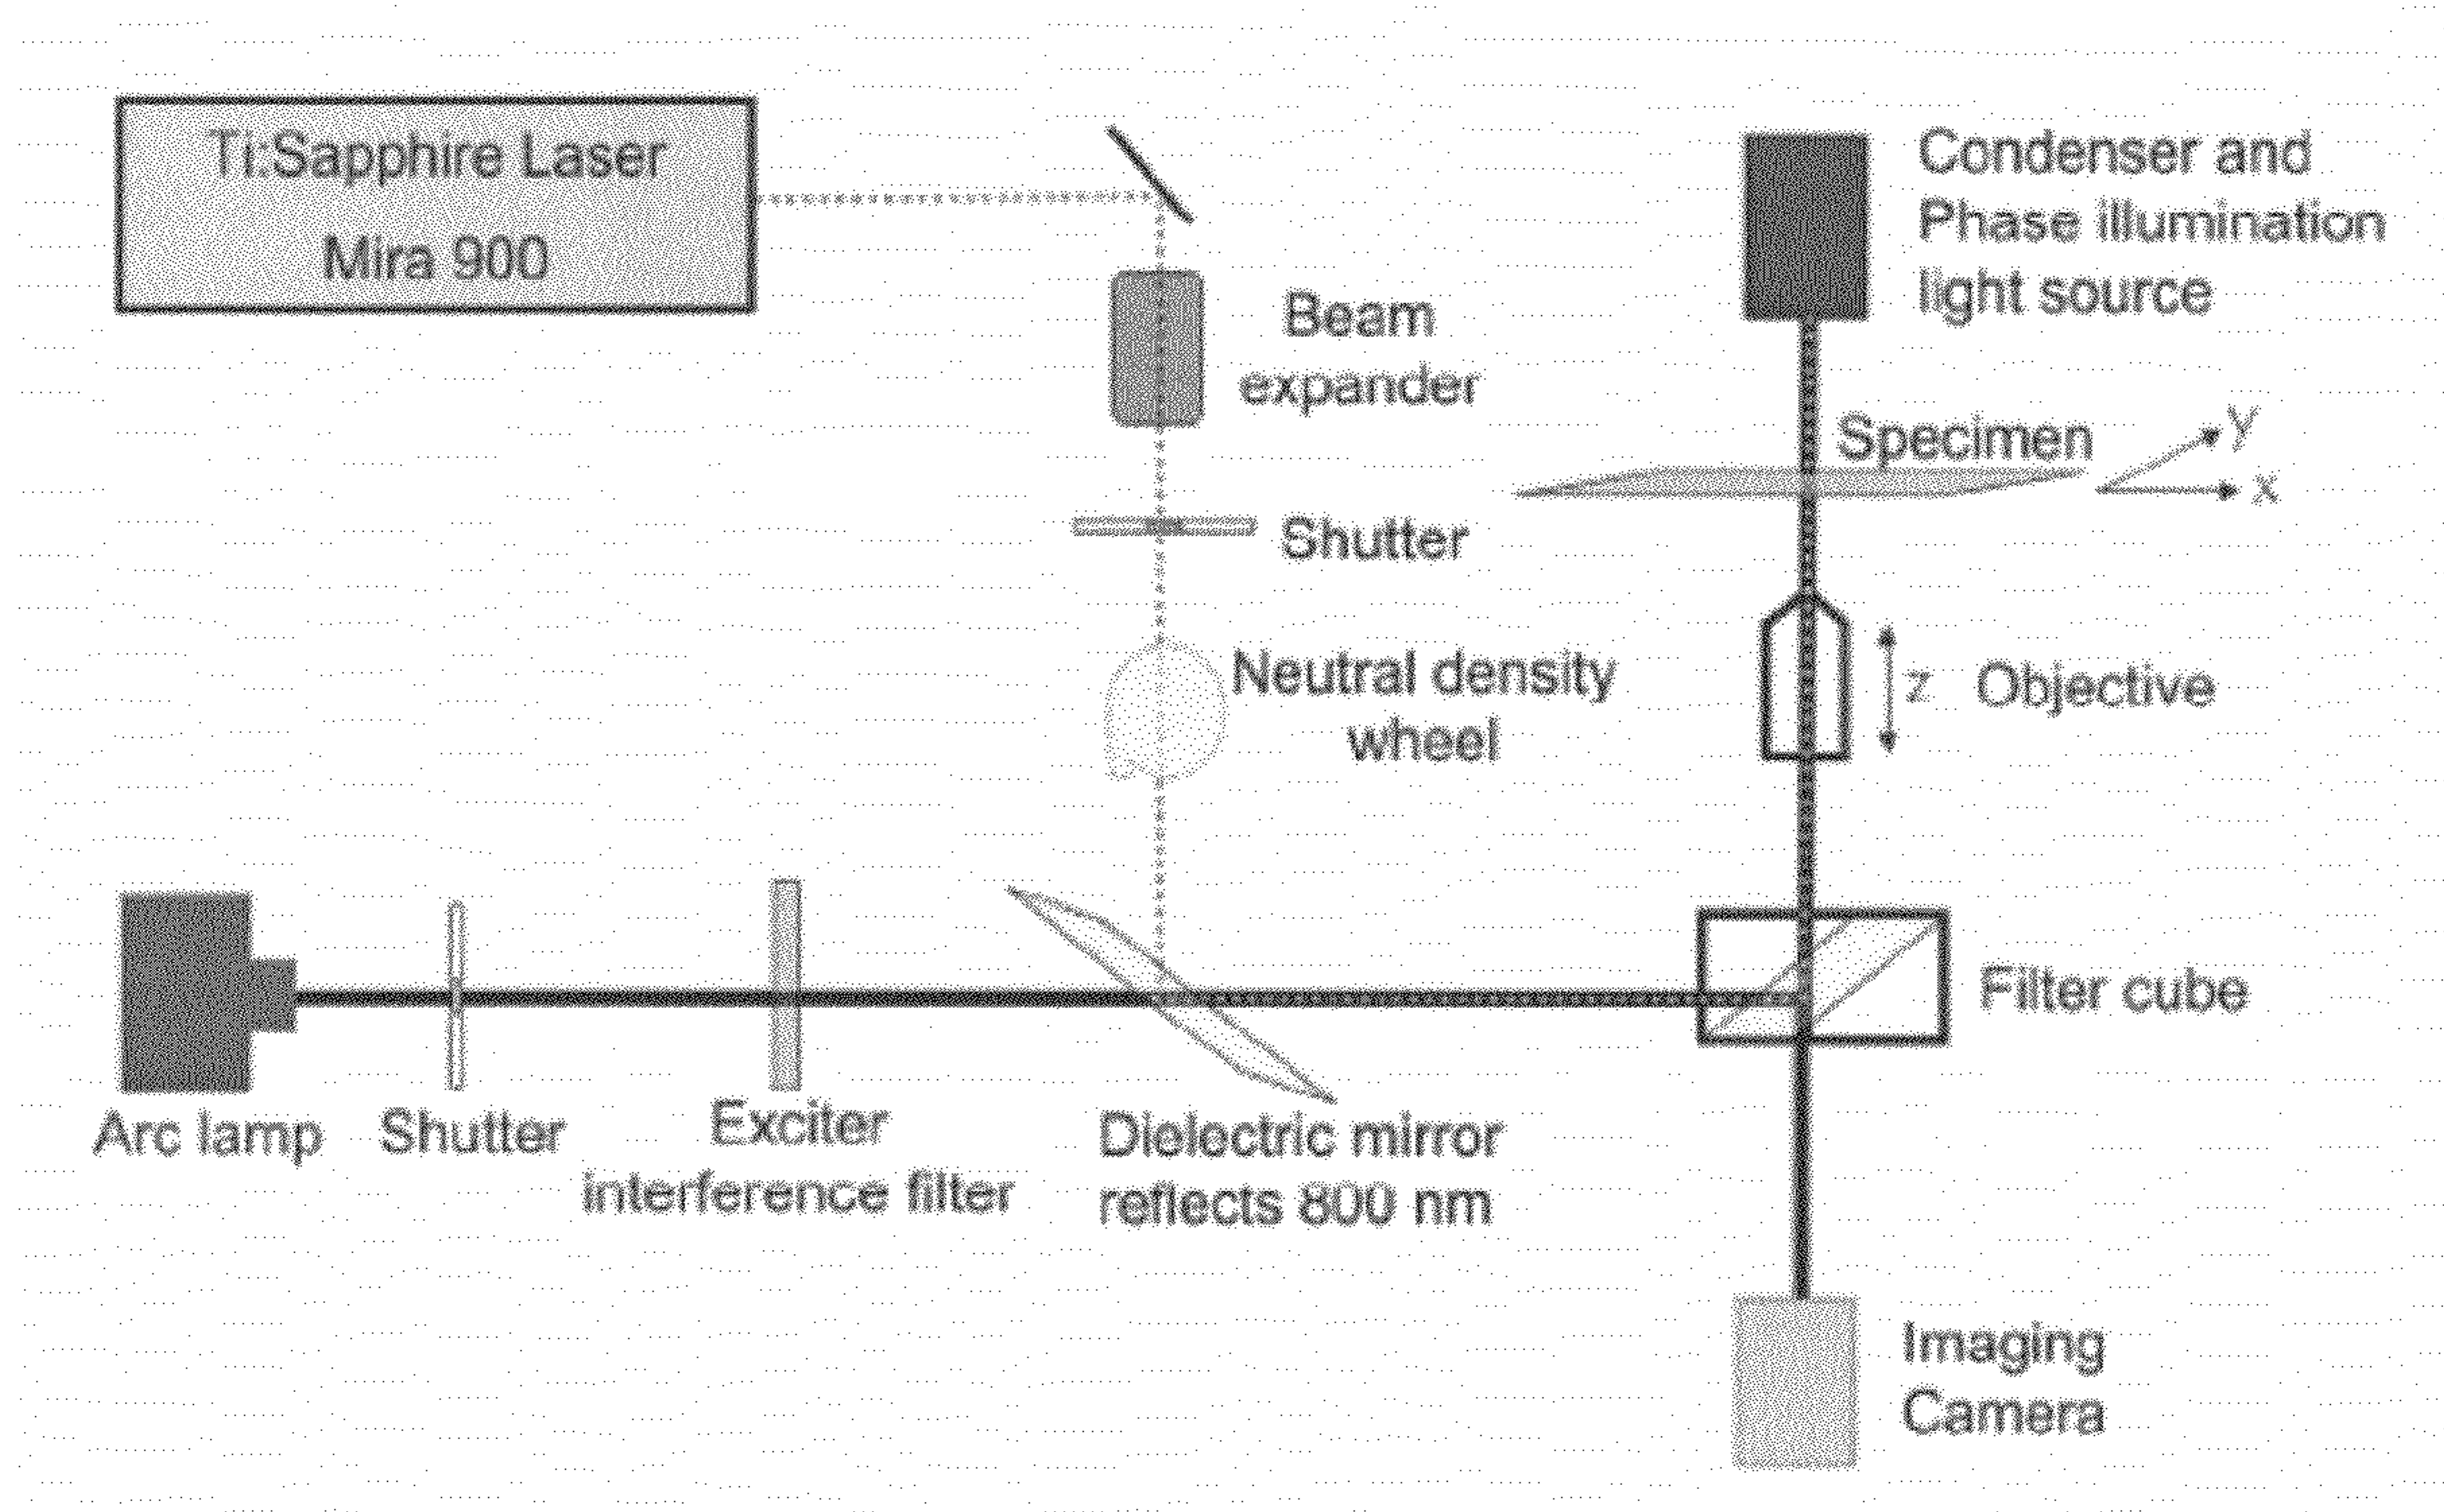 Ti:Sapphire Laser
Mira 900
Condenser and
Phase illumination
light source
Beam
expander
Specimen
Y
x
Shutter
Neutral density
wheel
z
Objective
Filter cube
Arc lamp
Shutter
Exciter
interference filter
Dielectric mirror
reflects 800 nm
Imaging
Camera